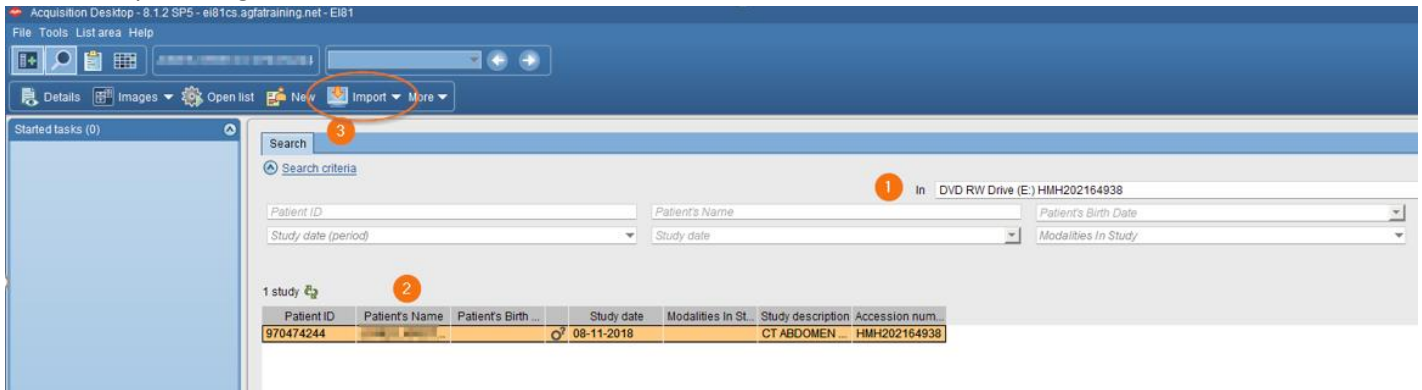 Acquisition Desktop - 8.1.2 SP5 - ei81cs.agfatraining.net - EI81
File Tools List area Help
Details Images Open list New Import More
Started tasks (0)
3
Search
Search criteria
1 In DVD RW Drive (E:) HMH202164938
Patient ID Patient's Name Patient's Birth Date
Study date (period) Study date Modalities In Study
1 study 2
Patient ID Patient's Name Patient's Birth ... Study date Modalities In St... Study description Accession num...
970474244 ... 08-11-2018 CT ABDOMEN ... HMH202164938